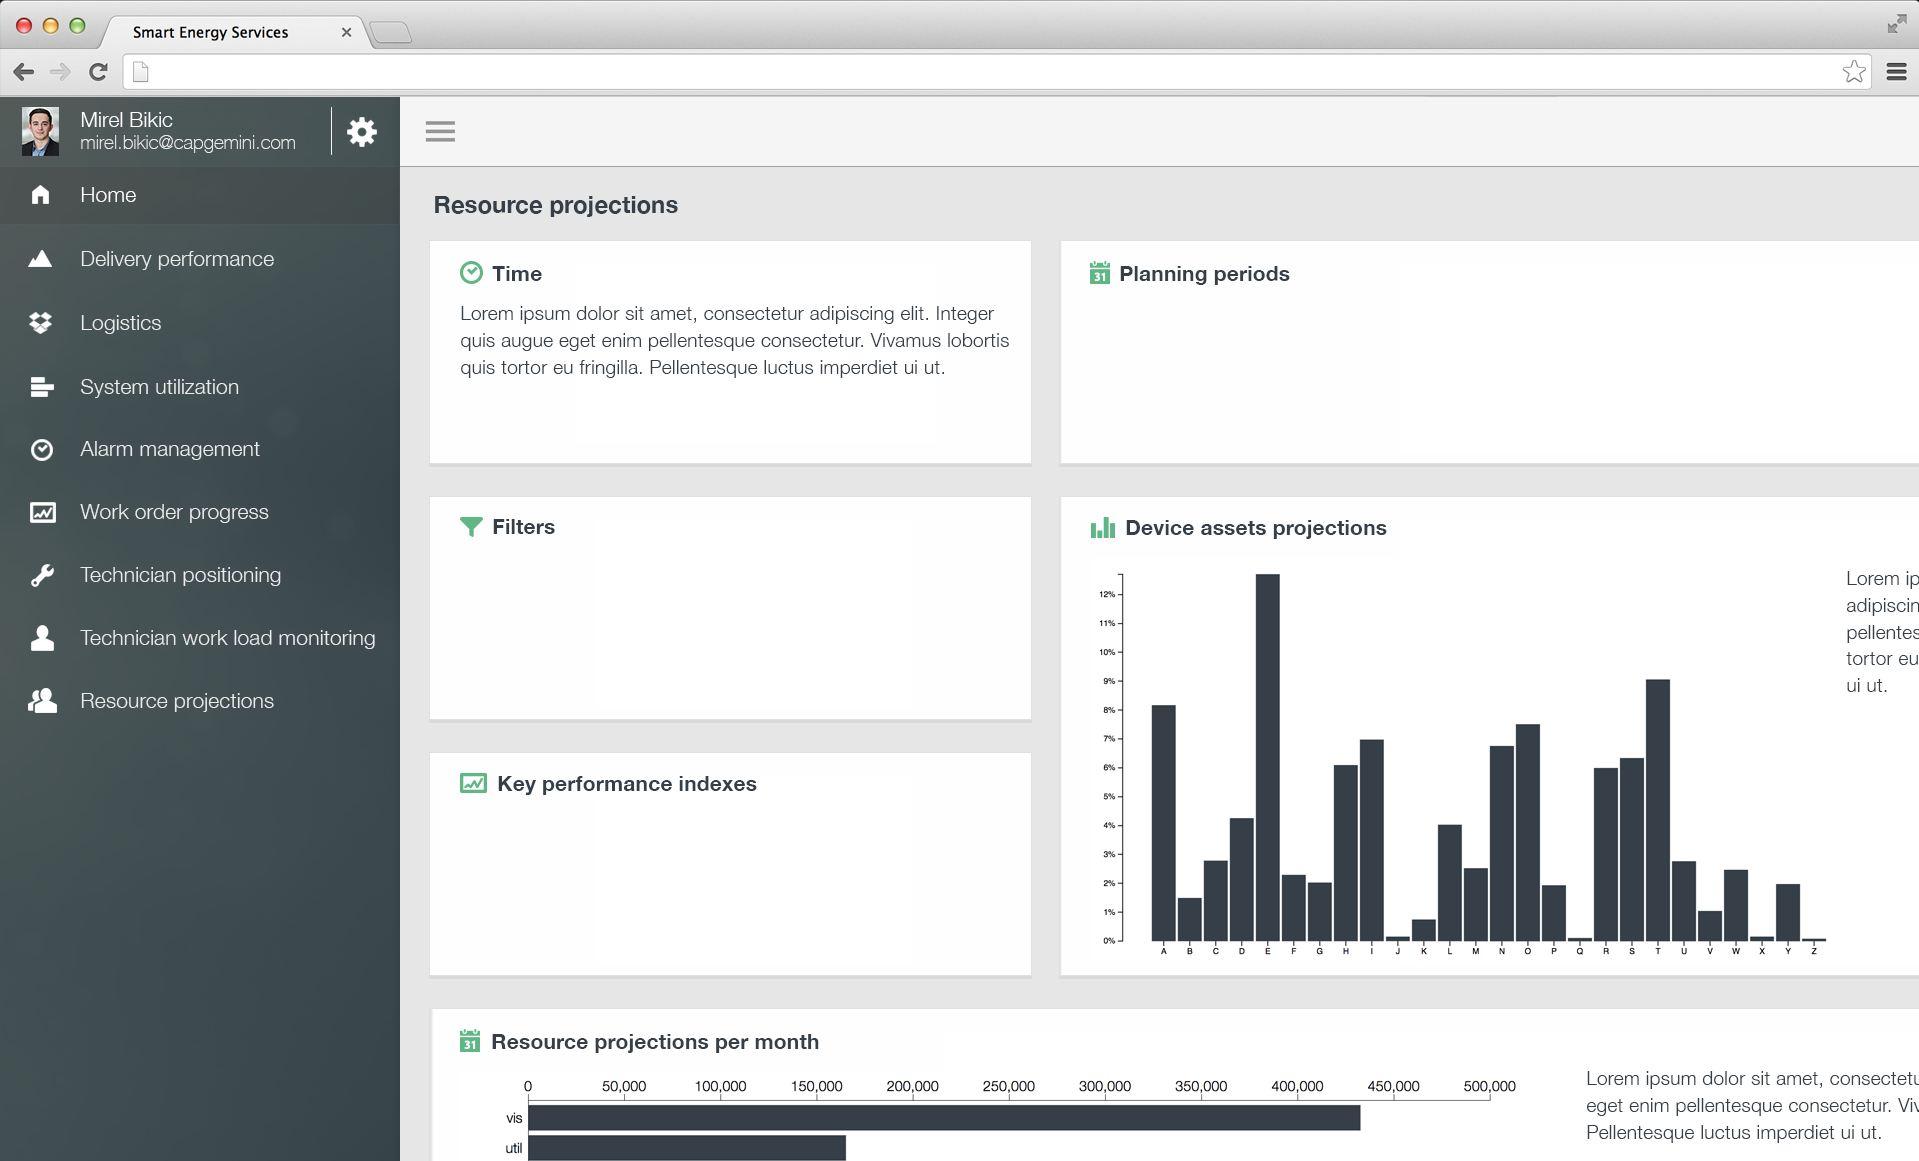 Smart Energy Services
Mirel Bikic
mirel.bikic@capgemini.com
Home
Delivery performance
Logistics
System utilization
Alarm management
Work order progress
Technician positioning
Technician work load monitoring
Resource projections
Resource projections
Time
Lorem ipsum dolor sit amet, consectetur adipiscing elit. Integer
quis augue eget enim pellentesque consectetur. Vivamus lobortis
quis tortor eu fringilla. Pellentesque luctus imperdiet ui ut.
31 Planning periods
Filters
Key performance indexes
Device assets projections
12%
11%
10%
9%
8%
7%
6%
5%
4%
3%
2%
1%
0%
A B C D E F G H I J K L M N O P Q R S T U V W X Y Z
Lorem ip
adipiscin
pellentes
tortor eu
ui ut.
31 Resource projections per month
0 50,000 100,000 150,000 200,000 250,000 300,000 350,000 400,000 450,000 500,000
vis
util
Lorem ipsum dolor sit amet, consectetu
eget enim pellentesque consectetur. Viv
Pellentesque luctus imperdiet ui ut.